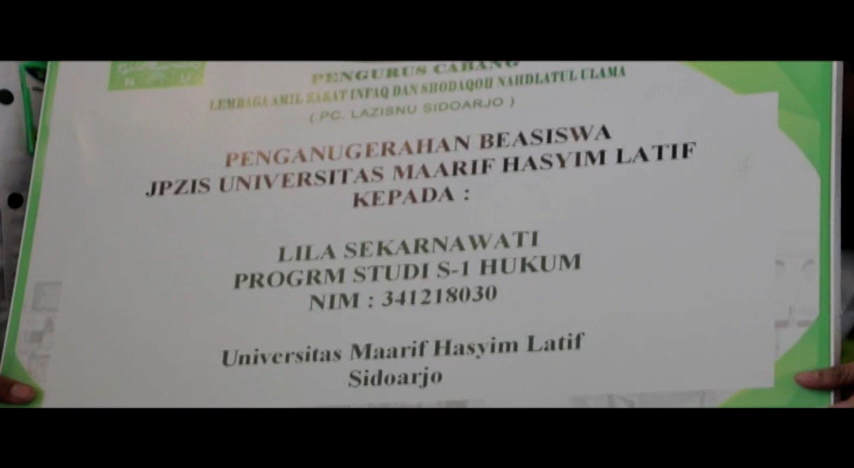 PENGURUS CABANG
LEMBAGA AMIL ZAKAT INFAQ DAN SHODAQOH NAHDLATUL ULAMA
( PC. LAZISNU SIDOARJO )
PENGANUGERAHAN BEASISWA
JPZIS UNIVERSITAS MAARIF HASYIM LATIF
KEPADA :
LILA SEKARNAWATI
PROGRM STUDI S-1 HUKUM
NIM : 341218030
Universitas Maarif Hasyim Latif
Sidoarjo